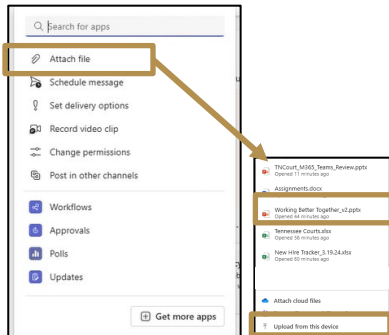 Search for apps
Attach file
Schedule message
Set delivery options
Record video clip
Change permissions
Post in other channels
Workflows
Approvals
Polls
Updates
Get more apps
TNCourt_M365_Teams_Review.pptx
Opened 11 minutes ago
Assignments.docx
Working Better Together_v2.pptx
Opened 44 minutes ago
Tennessee Courts.xlsx
Opened 58 minutes ago
New Hire Tracker_3.19.24.xlsx
Opened 60 minutes ago
Attach cloud files
Upload from this device